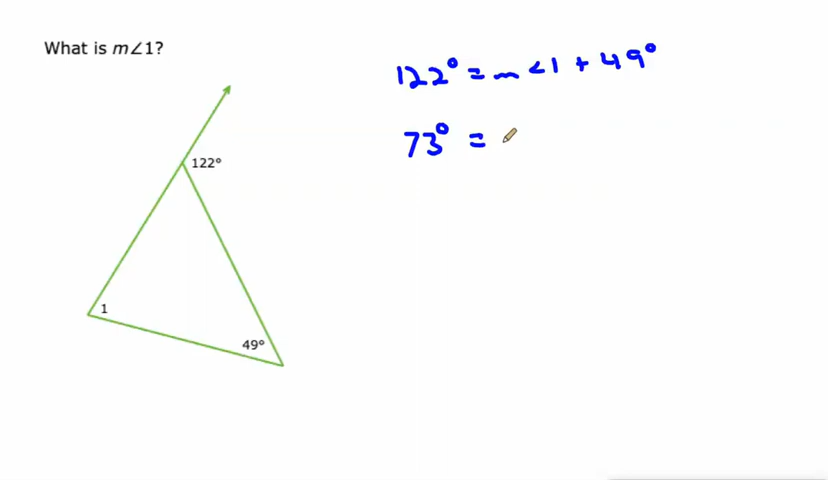 What is m∠1?
122° = m∠1 + 49°
73° =
122°
1
49°